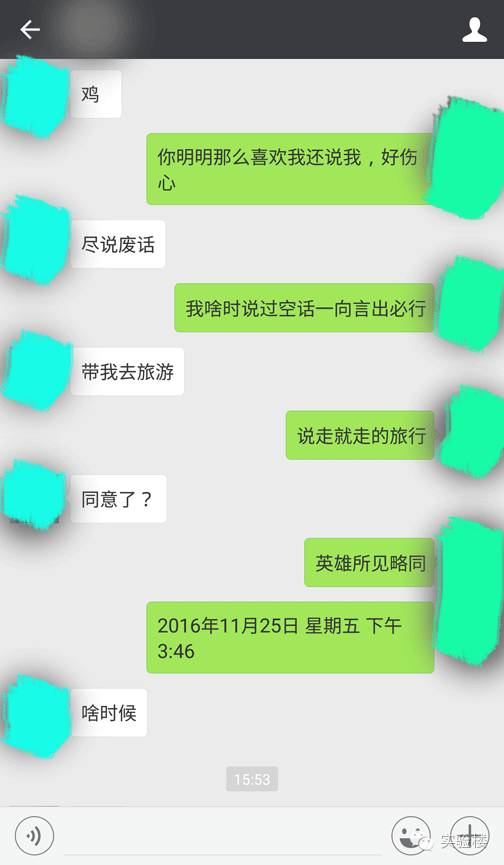 鸡
你明明那么喜欢我还说我，好伤
心
尽说废话
我啥时说过空话一向言出必行
带我去旅游
说走就走的旅行
同意了？
英雄所见略同
2016年11月25日 星期五 下午
3:46
啥时候
15:53
实验楼